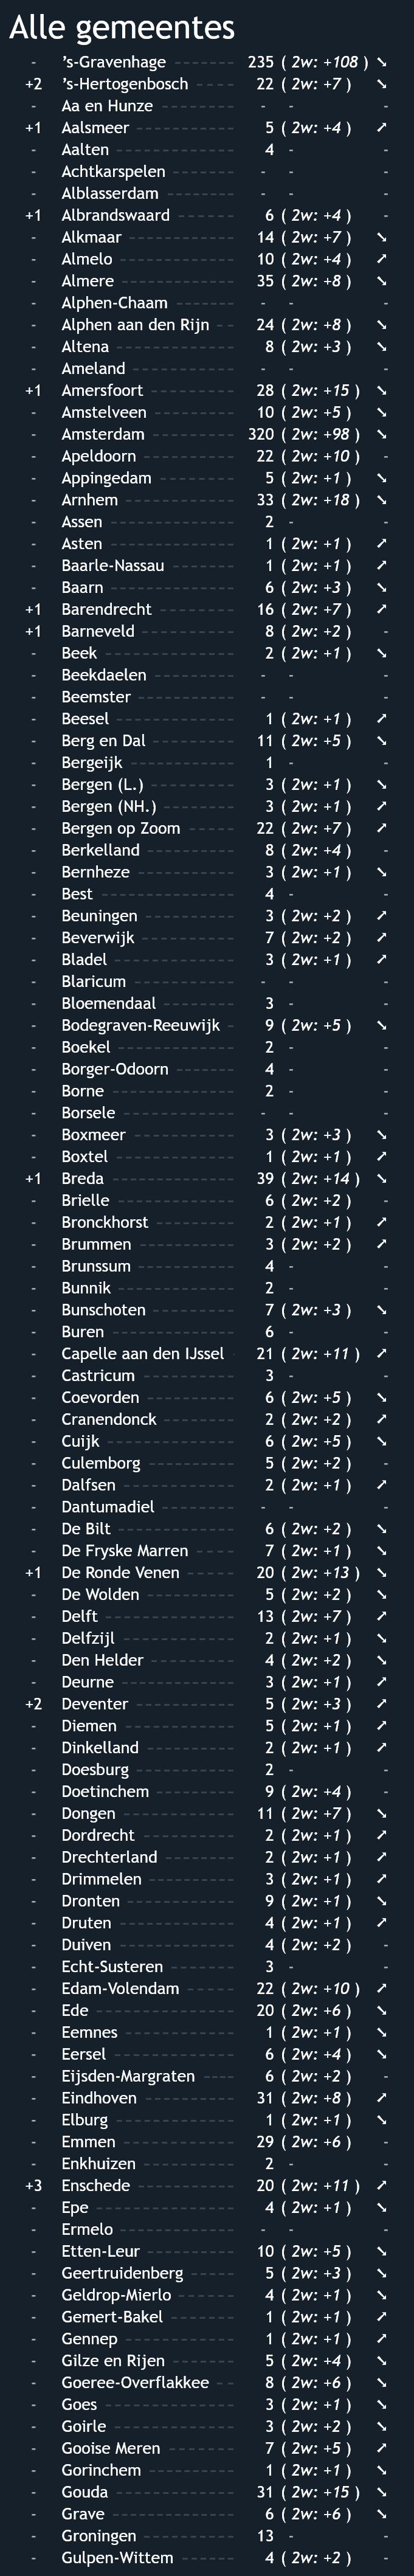 Alle gemeentes
- 's-Gravenhage 235 ( 2w: +108 ) ➘
+2 's-Hertogenbosch 22 ( 2w: +7 ) ➘
- Aa en Hunze - - -
+1 Aalsmeer 5 ( 2w: +4 ) ➚
- Aalten 4 - -
- Achtkarspelen - - -
- Alblasserdam - - -
+1 Albrandswaard 6 ( 2w: +4 ) -
- Alkmaar 14 ( 2w: +7 ) ➘
- Almelo 10 ( 2w: +4 ) ➚
- Almere 35 ( 2w: +8 ) ➘
- Alphen-Chaam - - -
- Alphen aan den Rijn 24 ( 2w: +8 ) ➘
- Altena 8 ( 2w: +3 ) ➘
- Ameland - - -
+1 Amersfoort 28 ( 2w: +15 ) ➘
- Amstelveen 10 ( 2w: +5 ) ➘
- Amsterdam 320 ( 2w: +98 ) ➘
- Apeldoorn 22 ( 2w: +10 ) -
- Appingedam 5 ( 2w: +1 ) ➘
- Arnhem 33 ( 2w: +18 ) ➘
- Assen 2 - -
- Asten 1 ( 2w: +1 ) ➚
- Baarle-Nassau 1 ( 2w: +1 ) ➚
- Baarn 6 ( 2w: +3 ) ➘
+1 Barendrecht 16 ( 2w: +7 ) ➚
+1 Barneveld 8 ( 2w: +2 ) -
- Beek 2 ( 2w: +1 ) ➘
- Beekdaelen - - -
- Beemster - - -
- Beesel 1 ( 2w: +1 ) ➚
- Berg en Dal 11 ( 2w: +5 ) ➘
- Bergeijk 1 - -
- Bergen (L.) 3 ( 2w: +1 ) ➘
- Bergen (NH.) 3 ( 2w: +1 ) ➚
- Bergen op Zoom 22 ( 2w: +7 ) ➚
- Berkelland 8 ( 2w: +4 ) -
- Bernheze 3 ( 2w: +1 ) ➘
- Best 4 - -
- Beuningen 3 ( 2w: +2 ) ➚
- Beverwijk 7 ( 2w: +2 ) ➚
- Bladel 3 ( 2w: +1 ) ➚
- Blaricum - - -
- Bloemendaal 3 - -
- Bodegraven-Reeuwijk 9 ( 2w: +5 ) ➘
- Boekel 2 - -
- Borger-Odoorn 4 - -
- Borne 2 - -
- Borsele - - -
- Boxmeer 3 ( 2w: +3 ) ➘
- Boxtel 1 ( 2w: +1 ) ➚
+1 Breda 39 ( 2w: +14 ) ➘
- Brielle 6 ( 2w: +2 ) -
- Bronckhorst 2 ( 2w: +1 ) ➚
- Brummen 3 ( 2w: +2 ) ➚
- Brunssum 4 - -
- Bunnik 2 - -
- Bunschoten 7 ( 2w: +3 ) ➘
- Buren 6 - -
- Capelle aan den IJssel 21 ( 2w: +11 ) ➚
- Castricum 3 - -
- Coevorden 6 ( 2w: +5 ) ➘
- Cranendonck 2 ( 2w: +2 ) ➚
- Cuijk 6 ( 2w: +5 ) ➘
- Culemborg 5 ( 2w: +2 ) -
- Dalfsen 2 ( 2w: +1 ) ➚
- Dantumadiel - - -
- De Bilt 6 ( 2w: +2 ) ➘
- De Fryske Marren 7 ( 2w: +1 ) ➘
+1 De Ronde Venen 20 ( 2w: +13 ) ➘
- De Wolden 5 ( 2w: +2 ) ➘
- Delft 13 ( 2w: +7 ) ➚
- Delfzijl 2 ( 2w: +1 ) ➘
- Den Helder 4 ( 2w: +2 ) ➘
- Deurne 3 ( 2w: +1 ) ➚
+2 Deventer 5 ( 2w: +3 ) ➚
- Diemen 5 ( 2w: +1 ) ➚
- Dinkelland 2 ( 2w: +1 ) ➚
- Doesburg 2 - -
- Doetinchem 9 ( 2w: +4 ) -
- Dongen 11 ( 2w: +7 ) ➘
- Dordrecht 2 ( 2w: +1 ) ➚
- Drechterland 2 ( 2w: +1 ) ➚
- Drimmelen 3 ( 2w: +1 ) ➚
- Dronten 9 ( 2w: +1 ) ➘
- Druten 4 ( 2w: +1 ) ➚
- Duiven 4 ( 2w: +2 ) -
- Echt-Susteren 3 - -
- Edam-Volendam 22 ( 2w: +10 ) ➚
- Ede 20 ( 2w: +6 ) ➘
- Eemnes 1 ( 2w: +1 ) ➘
- Eersel 6 ( 2w: +4 ) ➘
- Eijsden-Margraten 6 ( 2w: +2 ) -
- Eindhoven 31 ( 2w: +8 ) ➚
- Elburg 1 ( 2w: +1 ) ➘
- Emmen 29 ( 2w: +6 ) -
- Enkhuizen 2 - -
+3 Enschede 20 ( 2w: +11 ) ➚
- Epe 4 ( 2w: +1 ) ➘
- Ermelo - - -
- Etten-Leur 10 ( 2w: +5 ) ➘
- Geertruidenberg 5 ( 2w: +3 ) ➘
- Geldrop-Mierlo 4 ( 2w: +1 ) ➘
- Gemert-Bakel 1 ( 2w: +1 ) ➚
- Gennep 1 ( 2w: +1 ) ➚
- Gilze en Rijen 5 ( 2w: +4 ) ➘
- Goeree-Overflakkee 8 ( 2w: +6 ) ➘
- Goes 3 ( 2w: +1 ) ➘
- Goirle 3 ( 2w: +2 ) ➘
- Gooise Meren 7 ( 2w: +5 ) ➚
- Gorinchem 1 ( 2w: +1 ) ➘
- Gouda 31 ( 2w: +15 ) ➘
- Grave 6 ( 2w: +6 ) ➘
- Groningen 13 - -
- Gulpen-Wittem 4 ( 2w: +2 ) -